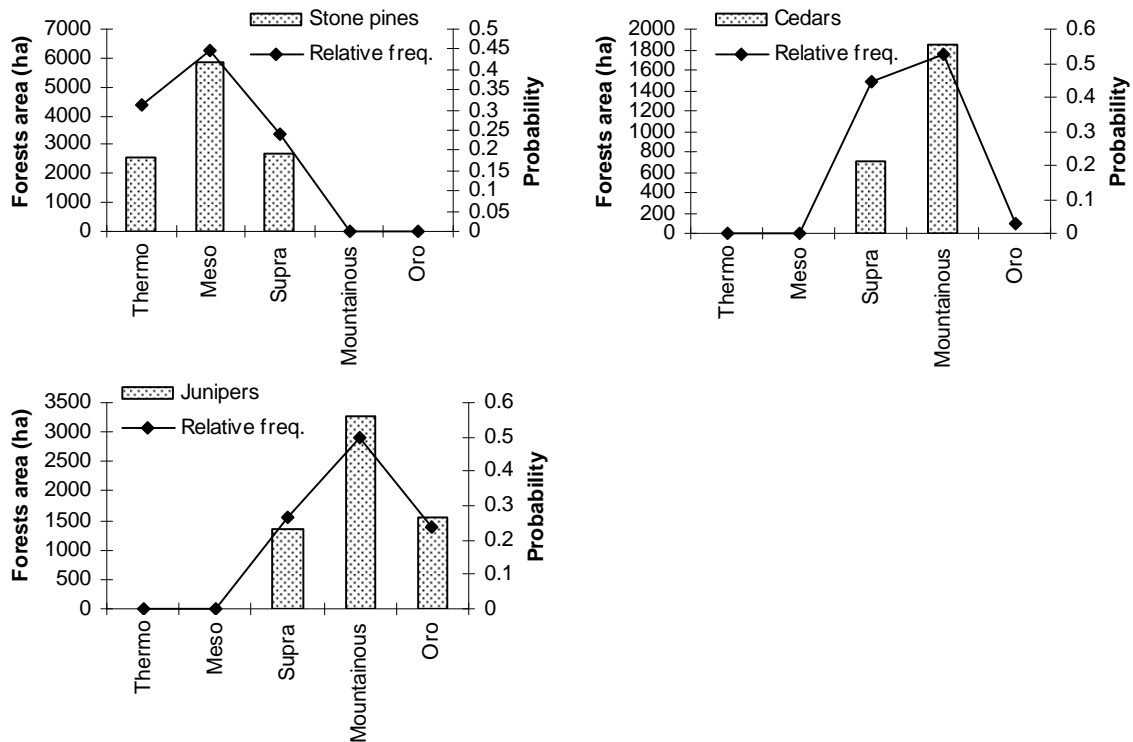 Stone pines
Relative freq.
Forests area (ha)
7000
6000
5000
4000
3000
2000
1000
0
0.5
0.45
0.4
0.35
0.3
0.25
0.2
0.15
0.1
0.05
0
Probability
Thermo
Meso
Supra
Mountainous
Oro
Cedars
Relative freq.
Forests area (ha)
2000
1800
1600
1400
1200
1000
800
600
400
200
0
0.6
0.5
0.4
0.3
0.2
0.1
0
Probability
Thermo
Meso
Supra
Mountainous
Oro
Junipers
Relative freq.
Forests area (ha)
3500
3000
2500
2000
1500
1000
500
0
0.6
0.5
0.4
0.3
0.2
0.1
0
Probability
Thermo
Meso
Supra
Mountainous
Oro